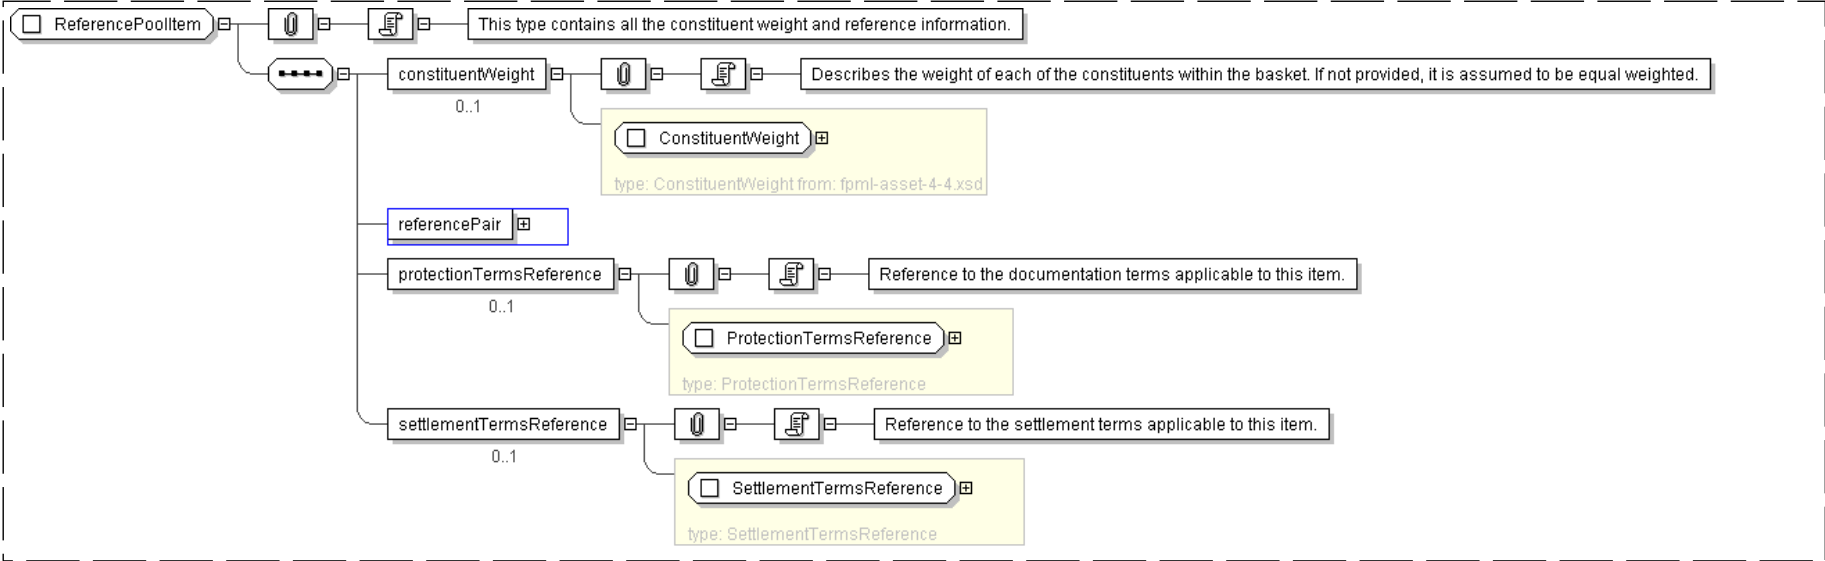 ReferencePoolItem
This type contains all the constituent weight and reference information.
constituentWeight
Describes the weight of each of the constituents within the basket. If not provided, it is assumed to be equal weighted.
0..1
ConstituentWeight
type: ConstituentWeight from: fpml-asset-4-4.xsd
referencePair
protectionTermsReference
Reference to the documentation terms applicable to this item.
0..1
ProtectionTermsReference
type: ProtectionTermsReference
settlementTermsReference
Reference to the settlement terms applicable to this item.
0..1
SettlementTermsReference
type: SettlementTermsReference